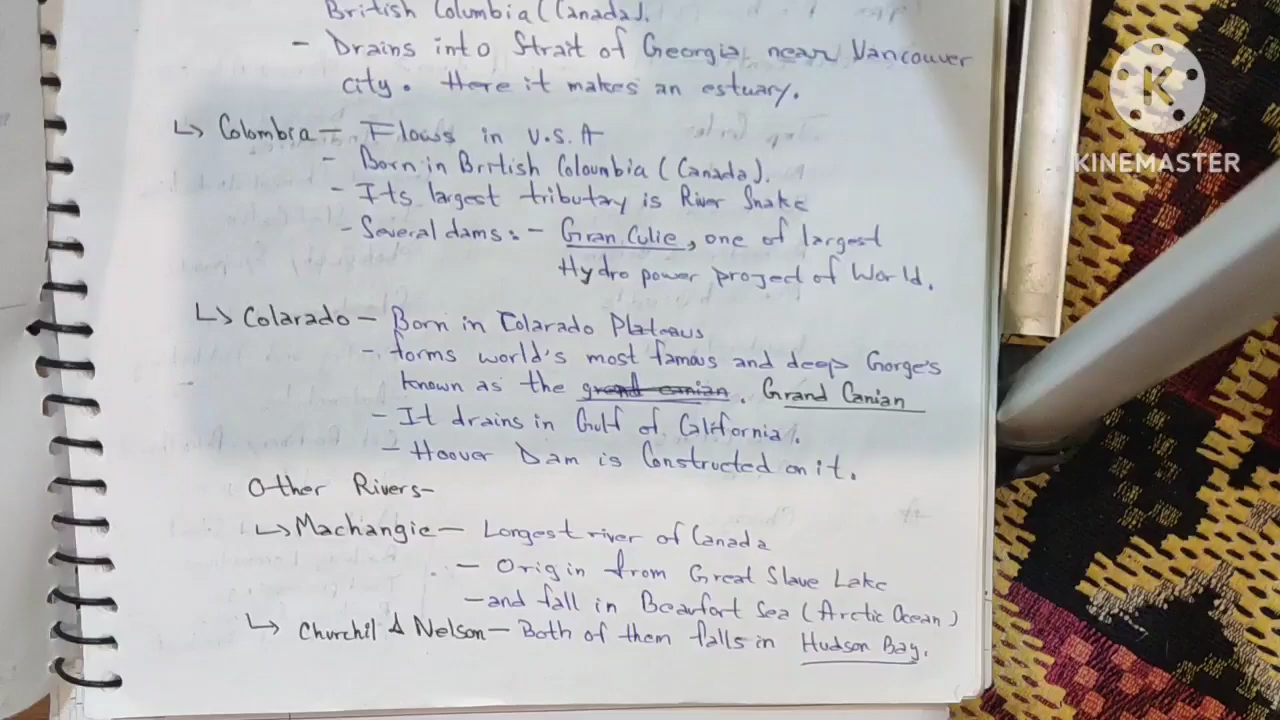 British Columbia (Canada).
- Drains into Strait of Georgia, near Vancouver
city. Here it makes an estuary.
↳ Colombia - Flows in U.S.A
- Born in British Coloumbia (Canada).
- Its largest tributary is River Snake
- Several dams:- Gran Culie, one of largest
Hydro power project of World.
↳ Colarado - Born in Colarado Plateaus
- forms world's most famous and deep Gorge's
known as the grand canian. Grand Canian
- It drains in Gulf of California.
- Hoover Dam is Constructed on it.
Other Rivers-
↳ Machangie - Longest river of Canada
- Origin from Great Slave Lake
- and fall in Beaufort Sea (Arctic Ocean)
↳ Churchil & Nelson - Both of them falls in Hudson Bay.
K
KINEMASTER